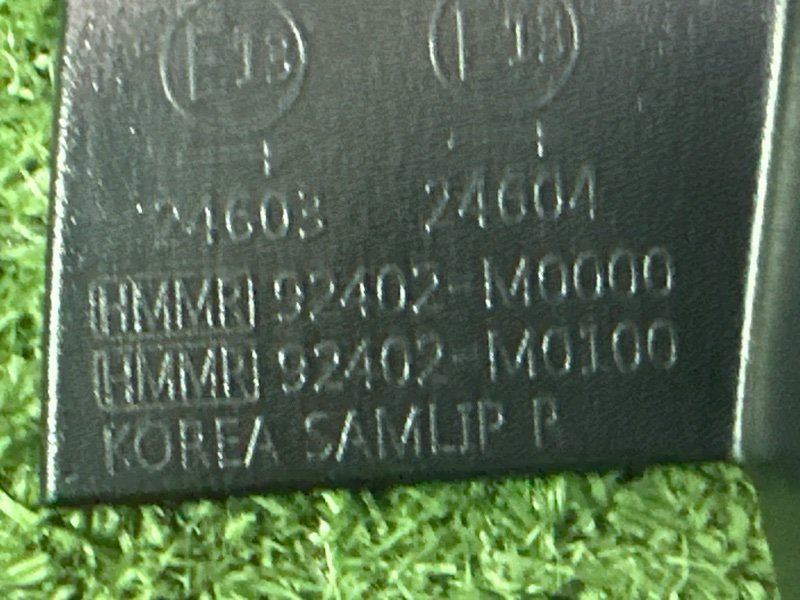 E13 E13
24603 24604
HMMR 92402-M0000
HMMR 92402-M0100
KOREA SAMLIP P